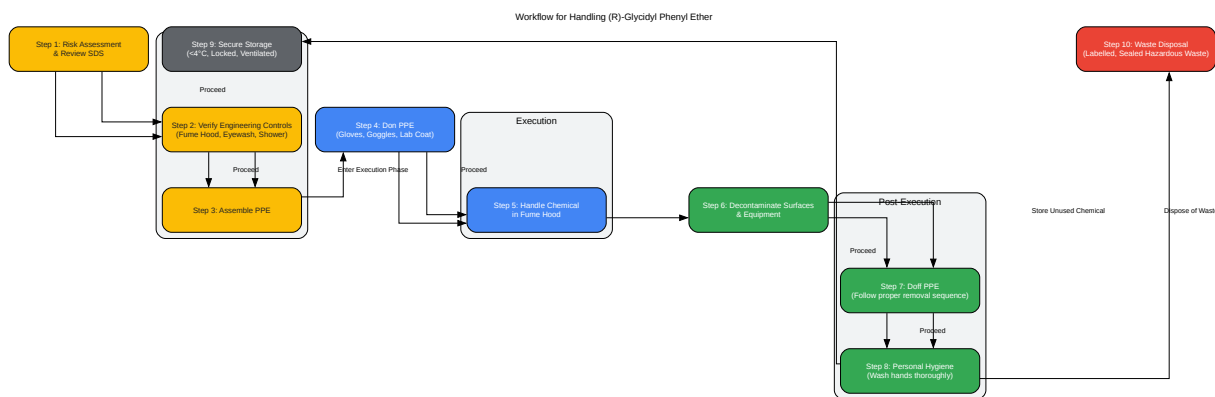 Workflow for Handling (R)-Glycidyl Phenyl Ether
Step 1: Risk Assessment
& Review SDS
Step 9: Secure Storage
(<4°C, Locked, Ventilated)
Step 10: Waste Disposal
(Labelled, Sealed Hazardous Waste)
Proceed
Step 2: Verify Engineering Controls
(Fume Hood, Eyewash, Shower)
Step 4: Don PPE
(Gloves, Goggles, Lab Coat)
Execution
Proceed
Enter Execution Phase
Proceed
Step 3: Assemble PPE
Step 5: Handle Chemical
in Fume Hood
Step 6: Decontaminate Surfaces
& Equipment
Post-Execution
Store Unused Chemical
Dispose of Waste
Proceed
Step 7: Doff PPE
(Follow proper removal sequence)
Proceed
Step 8: Personal Hygiene
(Wash hands thoroughly)